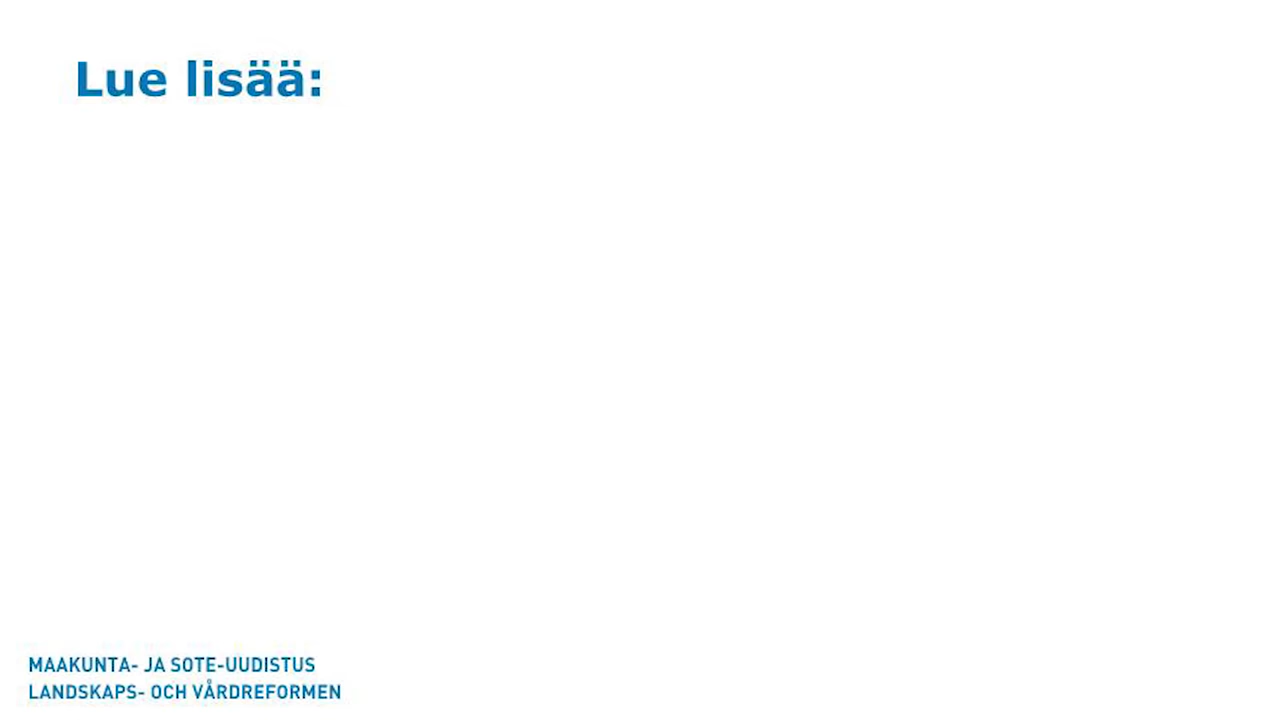 Lue lisää:
MAAKUNTA- JA SOTE-UUDISTUS
LANDSKAPS- OCH VÅRDREFORMEN